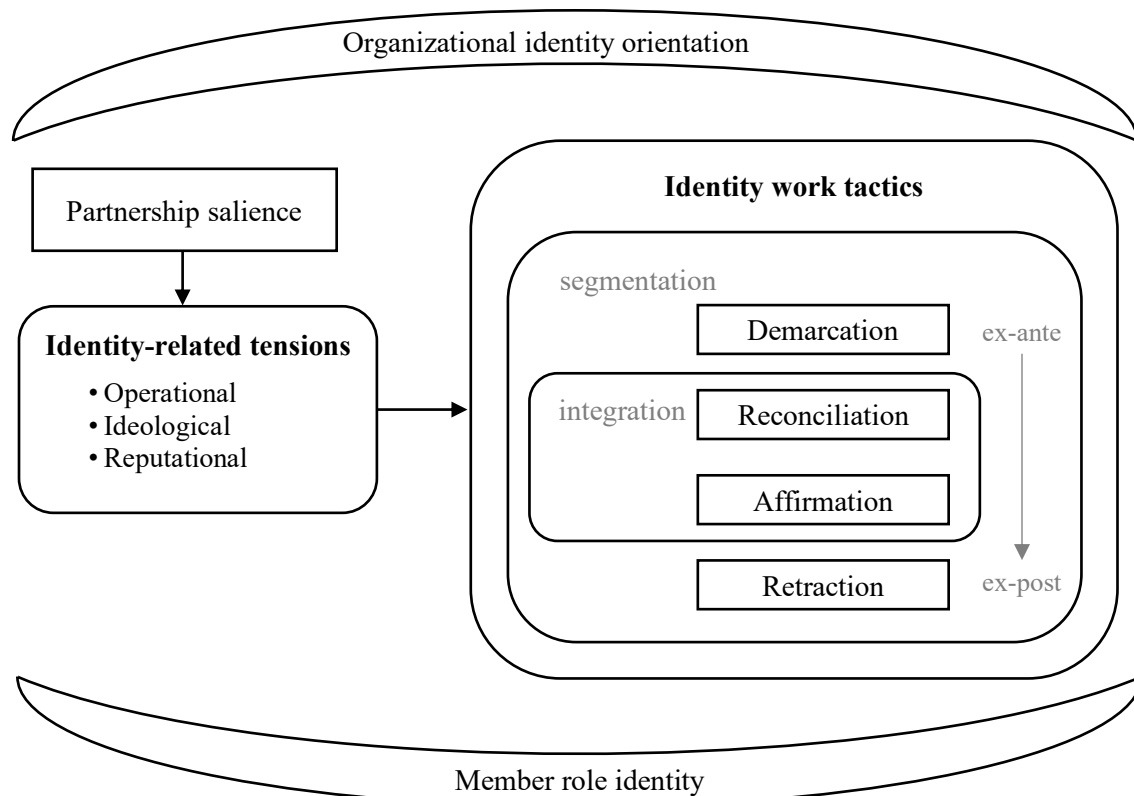 Organizational identity orientation
Partnership salience
Identity-related tensions
• Operational
• Ideological
• Reputational
Identity work tactics
segmentation
Demarcation
ex-ante
integration
Reconciliation
Affirmation
Retraction
ex-post
Member role identity